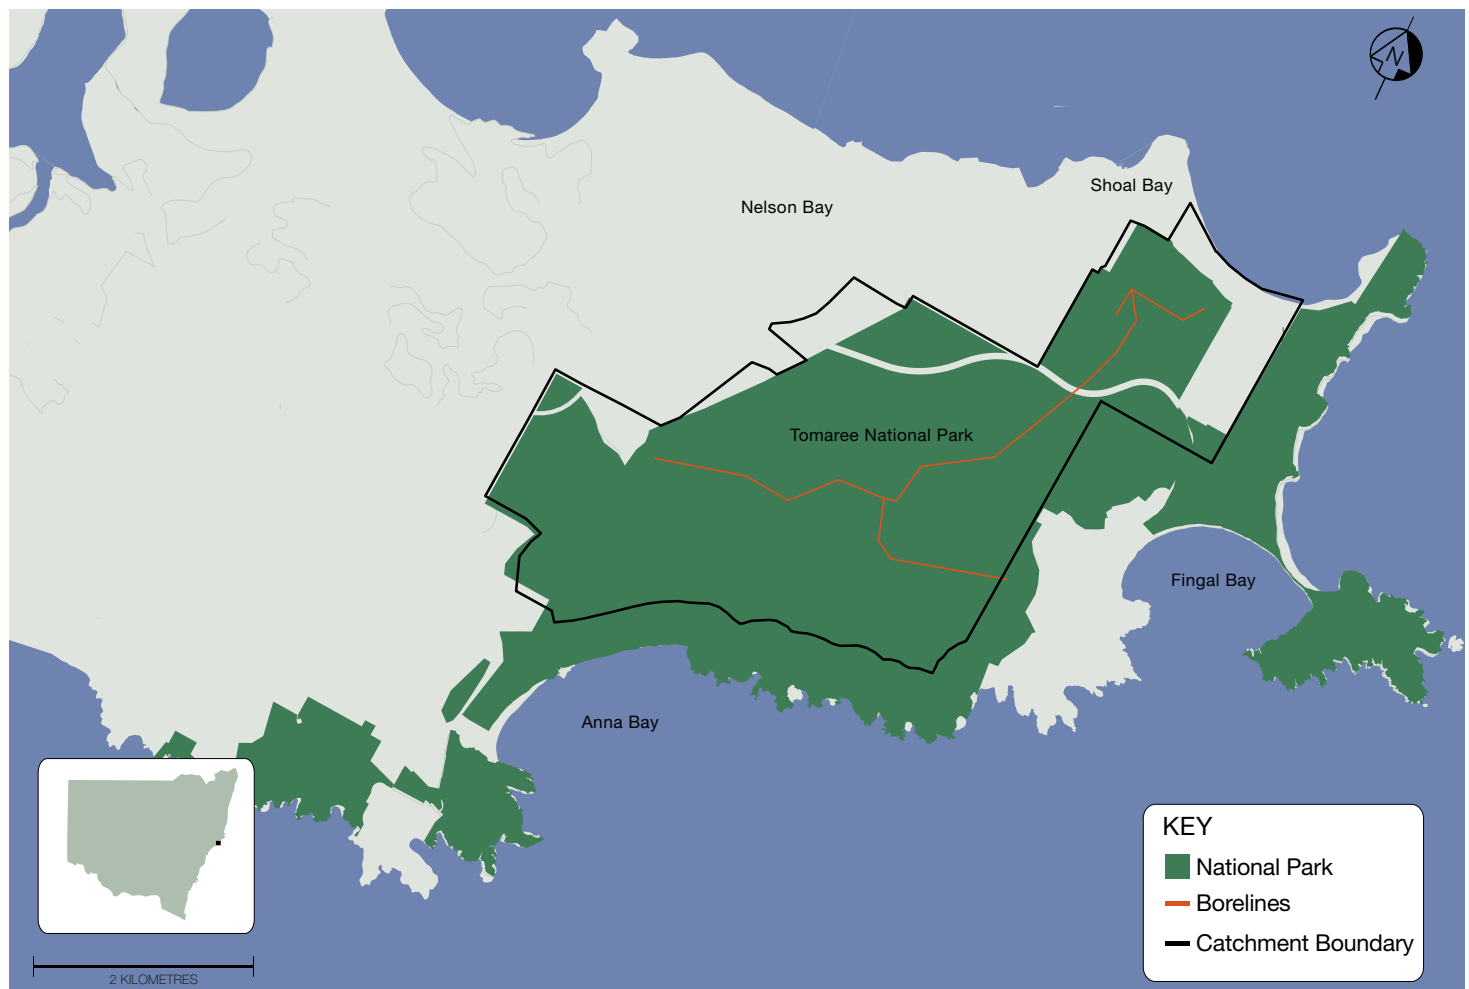 N
Shoal Bay
Nelson Bay
Tomaree National Park
Fingal Bay
Anna Bay
KEY
National Park
Borelines
Catchment Boundary
2 KILOMETRES